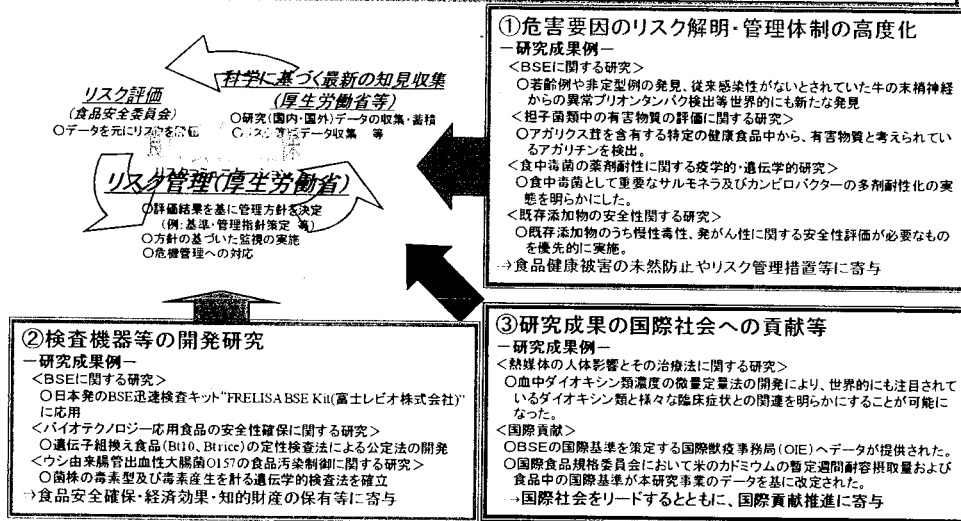 科学に基づく最新の知見収集
(厚生労働省等)
○研究(国内・国外)データの収集・蓄積
データ収集 等
リスク評価
(食品安全委員会)
○データを元にリスクを評価
リスク管理(厚生労働省)
○評価結果を基に管理方針を決定
(例:基準・管理指針策定 等)
○方針の基づいた監視の実施
○危機管理への対応
①危害要因のリスク解明・管理体制の高度化
ー研究成果例ー
<BSEに関する研究>
○若齢例や非定型例の発見、従来感染性がないとされていた牛の末梢神経
からの異常プリオンタンパク検出等世界的にも新たな発見
<担子菌類中の有害物質の評価に関する研究>
○アガリクス茸を含有する特定の健康食品中から、有害物質と考えられてい
るアガリチンを検出。
<食中毒菌の薬剤耐性に関する疫学的・遺伝学的研究>
○食中毒菌として重要なサルモネラ及びカンピロバクターの多剤耐性化の実
態を明らかにした。
<既存添加物の安全性関する研究>
○既存添加物のうち慢性毒性、発がん性に関する安全性評価が必要なもの
を優先的に実施。
→食品健康被害の未然防止やリスク管理措置等に寄与
②検査機器等の開発研究
ー研究成果例ー
<BSEに関する研究>
○日本発のBSE迅速検査キット"FRELISA BSE Kit(富士レビオ株式会社)"
に応用
<バイオテクノロジー応用食品の安全性確保に関する研究>
○遺伝子組換え食品(Bt10、Btrice)の定性検査法による公定法の開発
<ウシ由来腸管出血性大腸菌O157の食品汚染制御に関する研究>
○菌株の毒素型及び毒素産生を計る遺伝学的検査法を確立
→食品安全確保・経済効果・知的財産の保有等に寄与
③研究成果の国際社会への貢献等
ー研究成果例ー
<熱媒体の人体影響とその治療法に関する研究>
○血中ダイオキシン類濃度の微量定量法の開発により、世界的にも注目されて
いるダイオキシン類と様々な臨床症状との関連を明らかにすることが可能に
なった。
<国際貢献>
○BSEの国際基準を策定する国際獣疫事務局(OIE)へデータが提供された。
○国際食品規格委員会において米のカドミウムの暫定週間耐容摂取量および
食品中の国際基準が本研究事業のデータを基に改定された。
→国際社会をリードするとともに、国際貢献推進に寄与